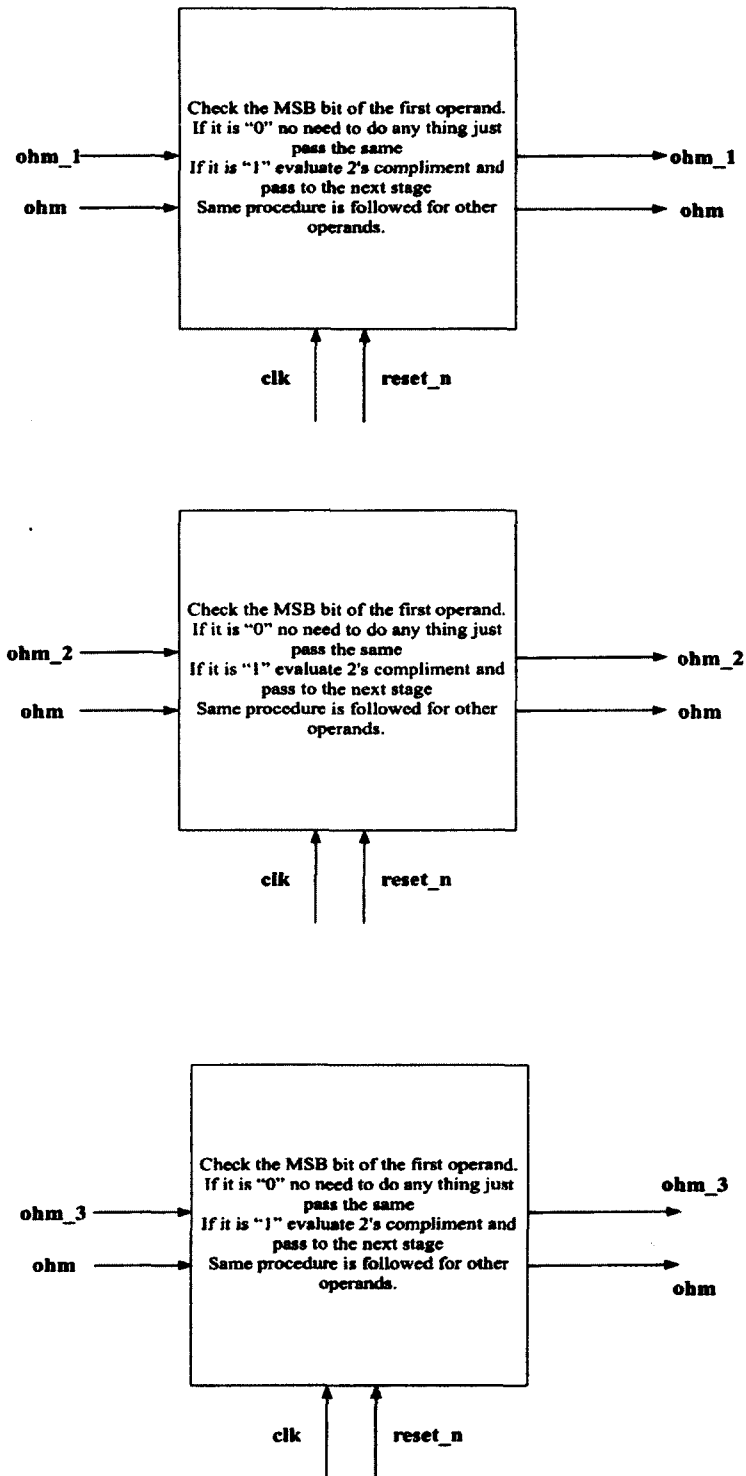 Check the MSB bit of the first operand.
If it is "0" no need to do any thing just
pass the same
If it is "1" evaluate 2's compliment and
pass to the next stage
Same procedure is followed for other
operands.
ohm_1
ohm
ohm_1
ohm
clk
reset_n
Check the MSB bit of the first operand.
If it is "0" no need to do any thing just
pass the same
If it is "1" evaluate 2's compliment and
pass to the next stage
Same procedure is followed for other
operands.
ohm_2
ohm
ohm_2
ohm
clk
reset_n
Check the MSB bit of the first operand.
If it is "0" no need to do any thing just
pass the same
If it is "1" evaluate 2's compliment and
pass to the next stage
Same procedure is followed for other
operands.
ohm_3
ohm
ohm_3
ohm
clk
reset_n